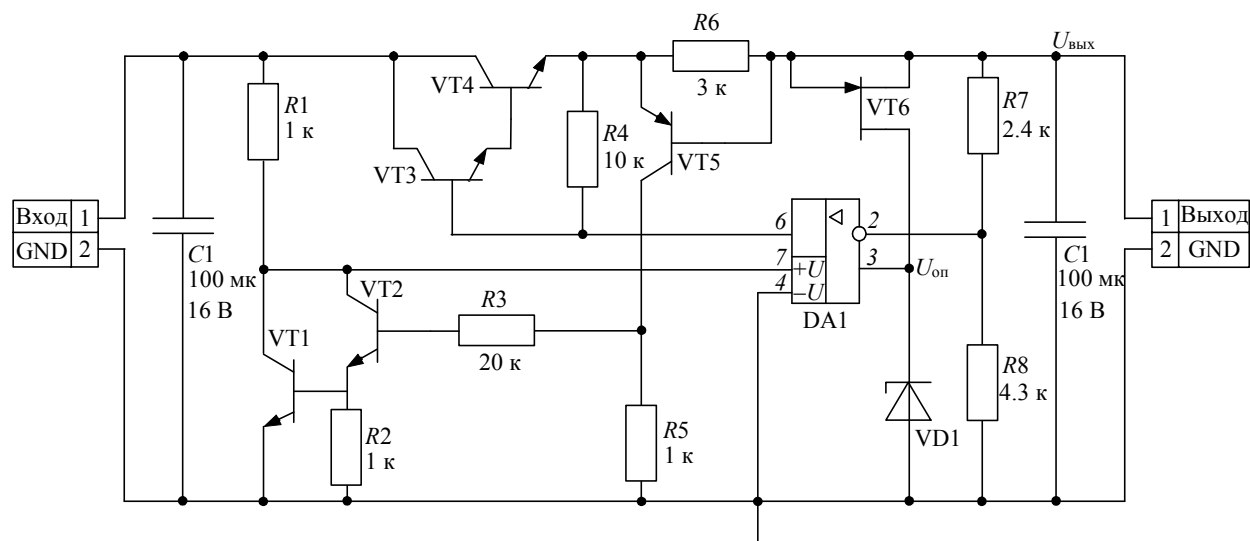 R6
3 к
Uвых
VT4
R1
1 к
R4
10 к
VT5
VT6
R7
2.4 к
VT3
Вход 1
GND 2
C1
100 мк
16 В
6
2
7
+U
3
4
−U
Uоп
DA1
C1
100 мк
16 В
1 Выход
2 GND
VT2
R3
20 к
VT1
R8
4.3 к
VD1
R2
1 к
R5
1 к